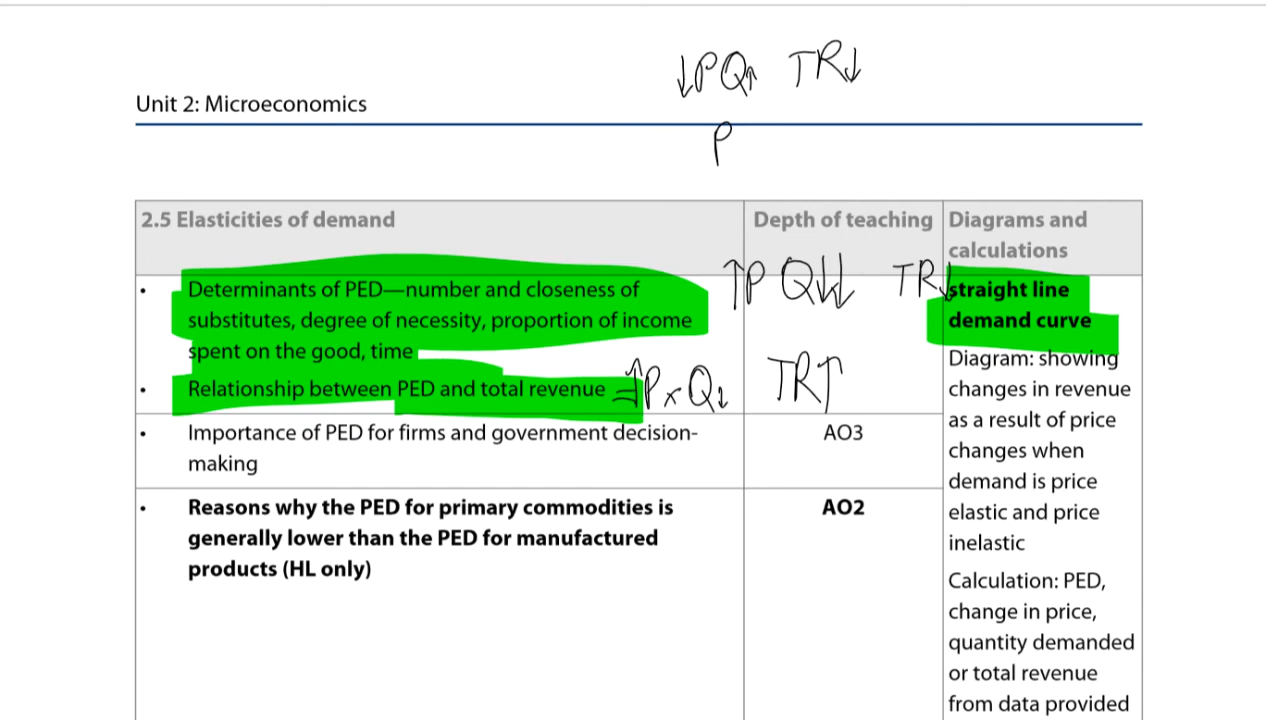 ↓P Q↑ TR↓
Unit 2: Microeconomics
P
2.5 Elasticities of demand
Depth of teaching
Diagrams and
calculations
• Determinants of PED—number and closeness of
substitutes, degree of necessity, proportion of income
spent on the good, time
↑P Q↓↓ TR↓
straight line
demand curve
• Relationship between PED and total revenue
↑P × Q↓ TR↑
• Importance of PED for firms and government decision-
making
AO3
• Reasons why the PED for primary commodities is
generally lower than the PED for manufactured
products (HL only)
AO2
Diagram: showing
changes in revenue
as a result of price
changes when
demand is price
elastic and price
inelastic
Calculation: PED,
change in price,
quantity demanded
or total revenue
from data provided